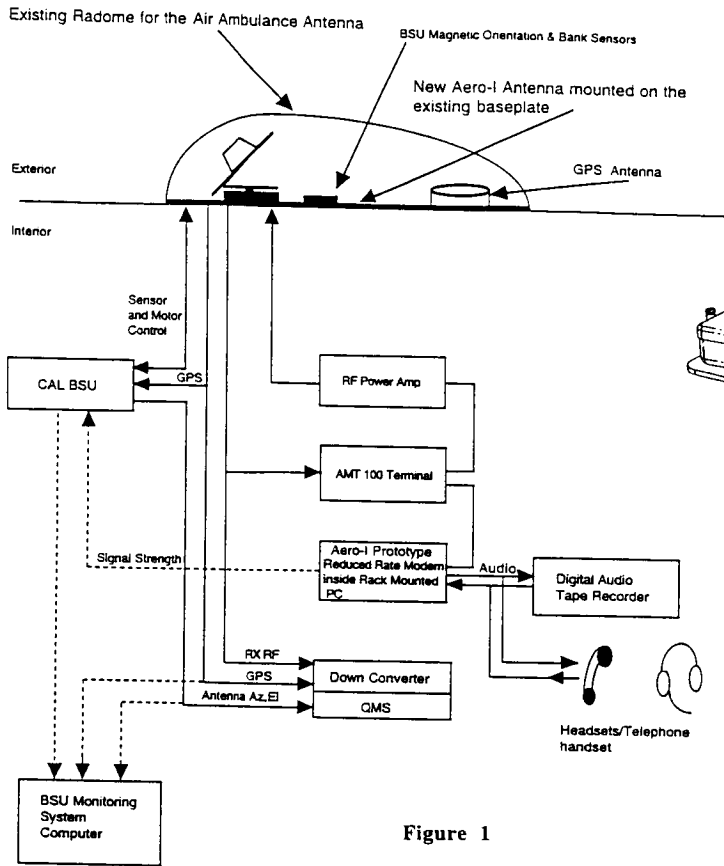 Existing Radome for the Air Ambulance Antenna
BSU Magnetic Orientation & Bank Sensors
New Aero-I Antenna mounted on the
existing baseplate
Exterior
GPS Antenna
Interior
Sensor
and Motor
Control
CAL BSU
GPS
RF Power Amp
AMT 100 Terminal
Signal Strength
Aero-I Prototype
Reduced Rate Modem
inside Rack Mounted
PC
Audio
Digital Audio
Tape Recorder
RX RF
GPS
Down Converter
Antenna Az,El
QMS
Headsets/Telephone
handset
BSU Monitoring
System
Computer
Figure 1